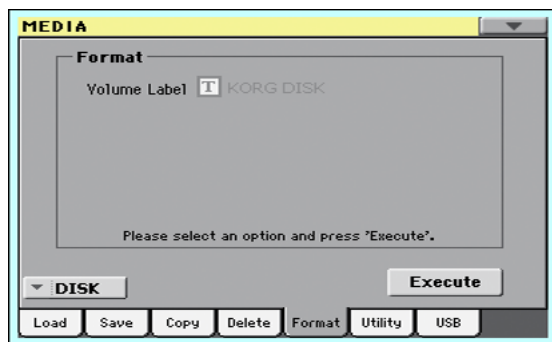 MEDIA
Format
Volume Label T KORG DISK
Please select an option and press 'Execute'.
DISK Execute
Load Save Copy Delete Format Utility USB